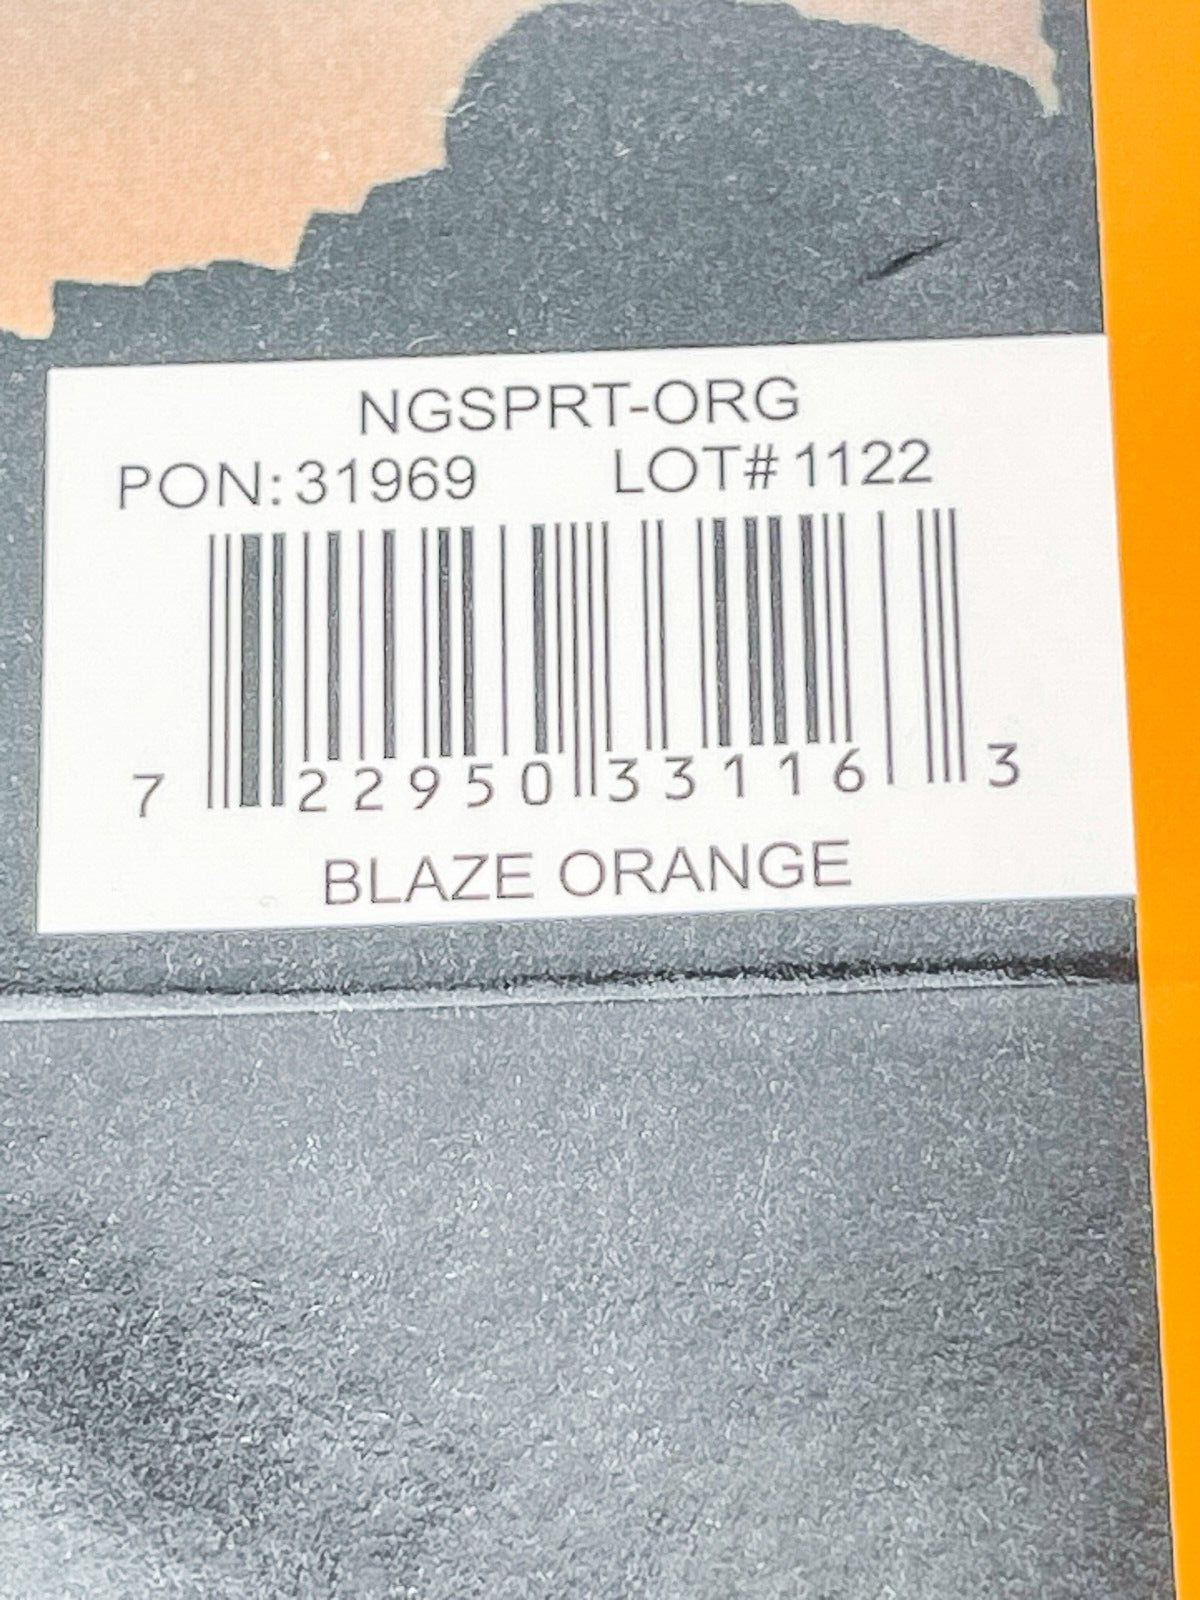 NGSPRT-ORG
PON: 31969 LOT# 1122
7 22950 33116 3
BLAZE ORANGE